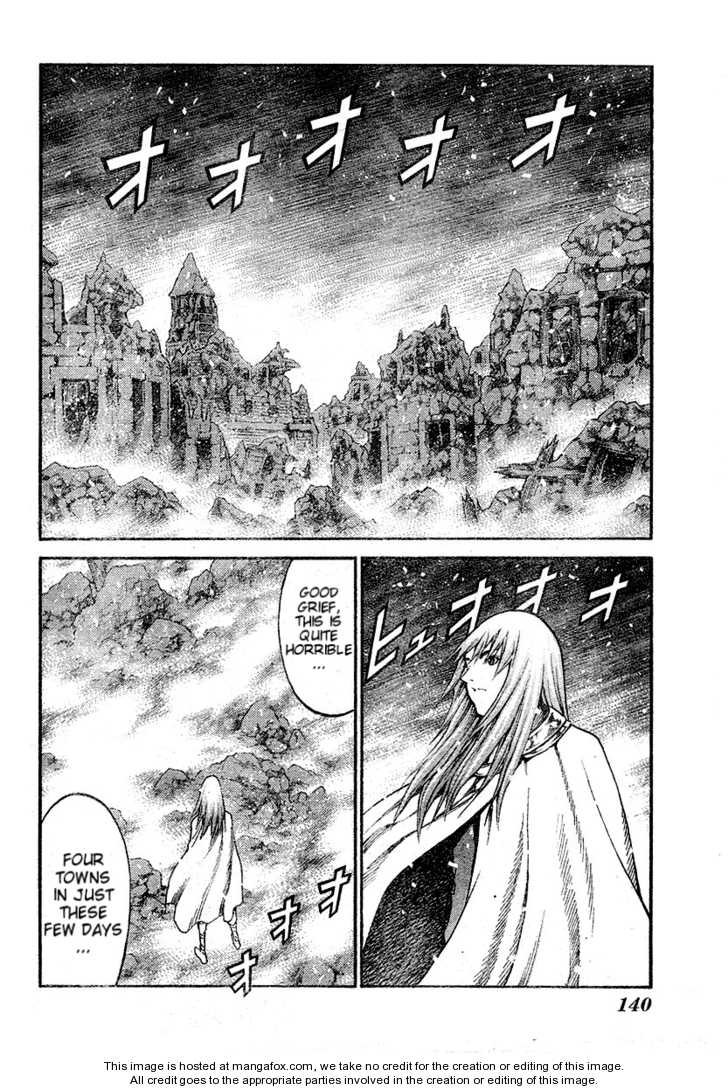 オオオオオ
ヒュオオオ
GOOD
GRIEF,
THIS IS
QUITE
HORRIBLE
...
FOUR
TOWNS
IN JUST
THESE
FEW DAYS
...
オオオ
140
This image is hosted at mangafox.com, we take no credit for the creation or editing of this image.
All credit goes to the appropriate parties involved in the creation or editing of this image.